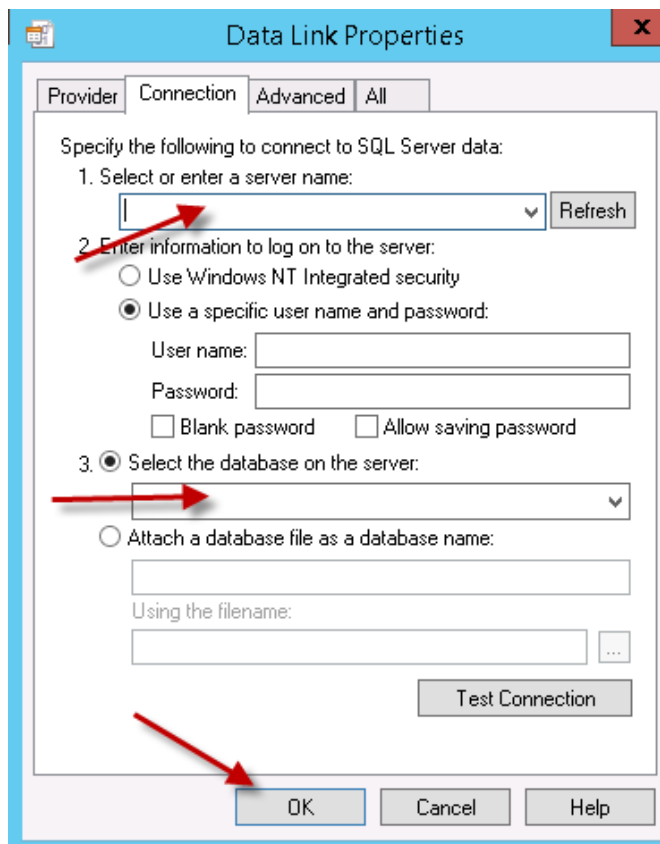 Data Link Properties
x
Provider Connection Advanced All
Specify the following to connect to SQL Server data:
1. Select or enter a server name:
Refresh
2. Enter information to log on to the server:
Use Windows NT Integrated security
Use a specific user name and password:
User name:
Password:
Blank password Allow saving password
3. Select the database on the server:
Attach a database file as a database name:
Using the filename:
...
Test Connection
OK Cancel Help